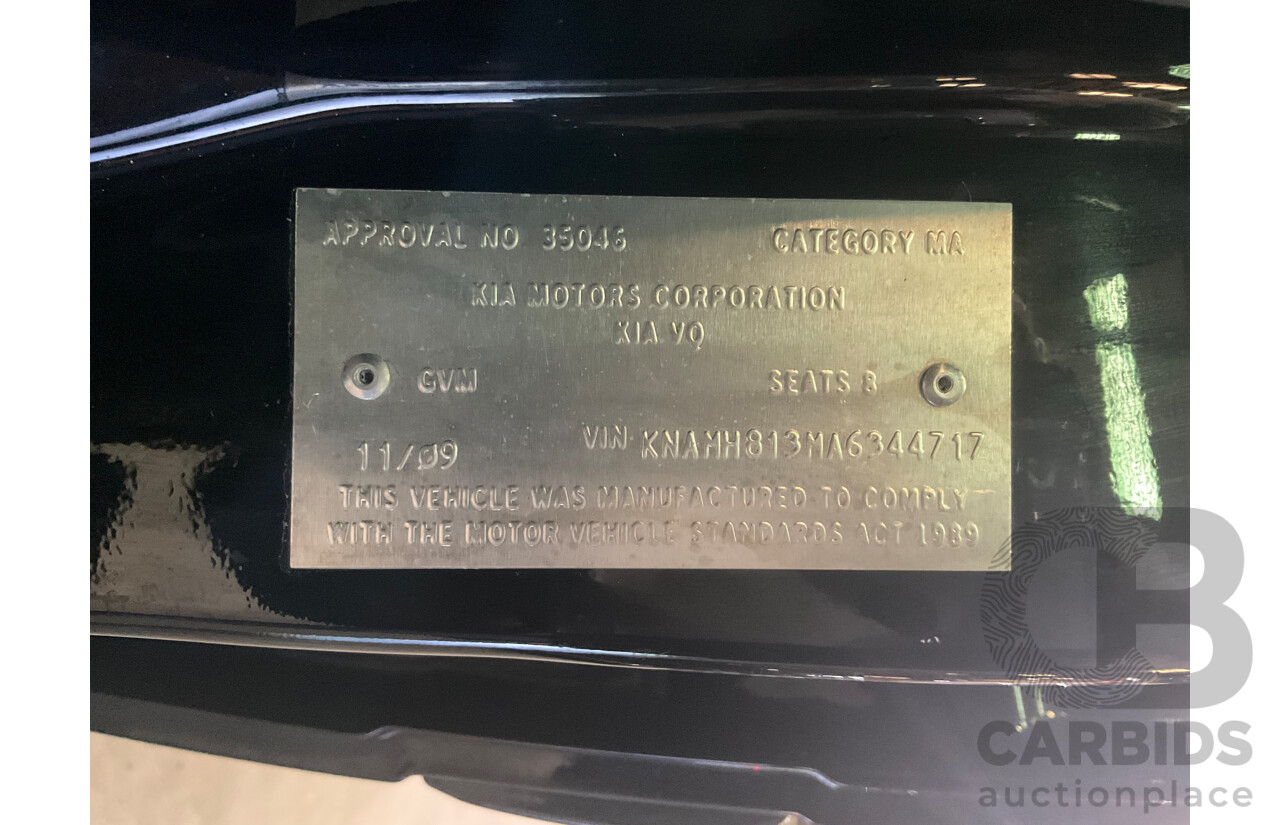 APPROVAL NO 35046 CATEGORY MA
KIA MOTORS CORPORATION
KIA VQ
GVM SEATS 8
11/Ø9 VIN KNAMH813MA6344717
THIS VEHICLE WAS MANUFACTURED TO COMPLY
WITH THE MOTOR VEHICLE STANDARDS ACT 1989
CB
CARBIDS
auctionplace